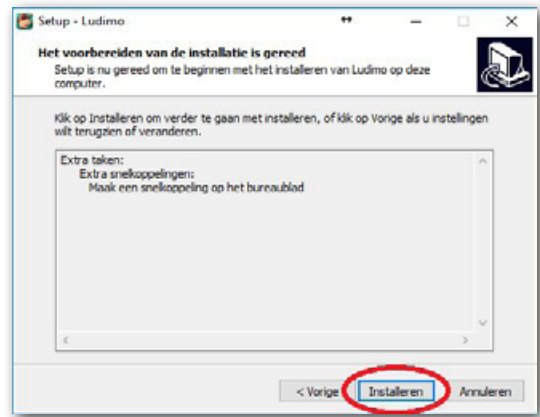 Setup - Ludimo
Het voorbereiden van de installatie is gereed
Setup is nu gereed om te beginnen met het installeren van Ludimo op deze
computer.
Klik op Installeren om verder te gaan met installeren, of klik op Vorige als u instellingen
wilt terugzien of veranderen.
Extra taken:
Extra snelkoppelingen:
Maak een snelkoppeling op het bureaublad
< Vorige Installeren Annuleren